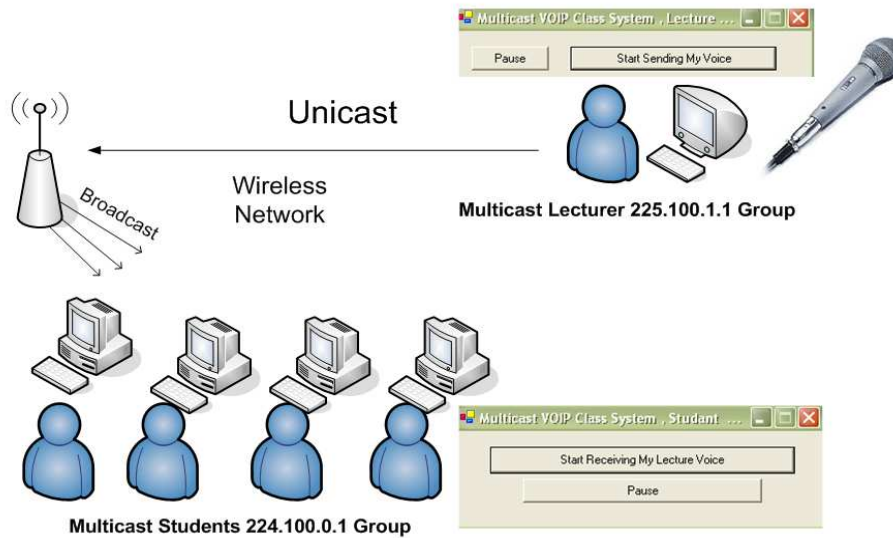 Multicast VOIP Class System , Lecture ...
Pause
Start Sending My Voice
Unicast
Wireless
Network
Broadcast
Multicast Lecturer 225.100.1.1 Group
Multicast VOIP Class System , Studant ...
Start Receiving My Lecture Voice
Pause
Multicast Students 224.100.0.1 Group